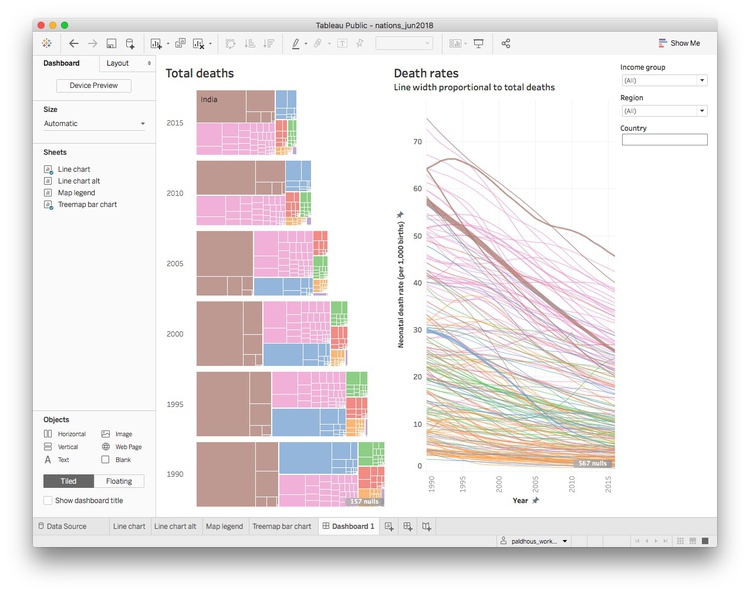 Tableau Public - nations_jun2018
Show Me
Dashboard
Layout
Device Preview
Size
Automatic
Sheets
Line chart
Line chart alt
Map legend
Treemap bar chart
Objects
Horizontal
Image
Vertical
Web Page
Text
Blank
Tiled
Floating
Show dashboard title
Total deaths
India
2015
2010
2005
2000
1995
1990
157 nulls
Death rates
Line width proportional to total deaths
Neonatal death rate (per 1,000 births)
70
60
50
40
30
20
10
0
567 nulls
1990
1995
2000
2005
2010
2015
Year
Income group
(All)
Region
(All)
Country
Data Source
Line chart
Line chart alt
Map legend
Treemap bar chart
Dashboard 1
paldhous_work...